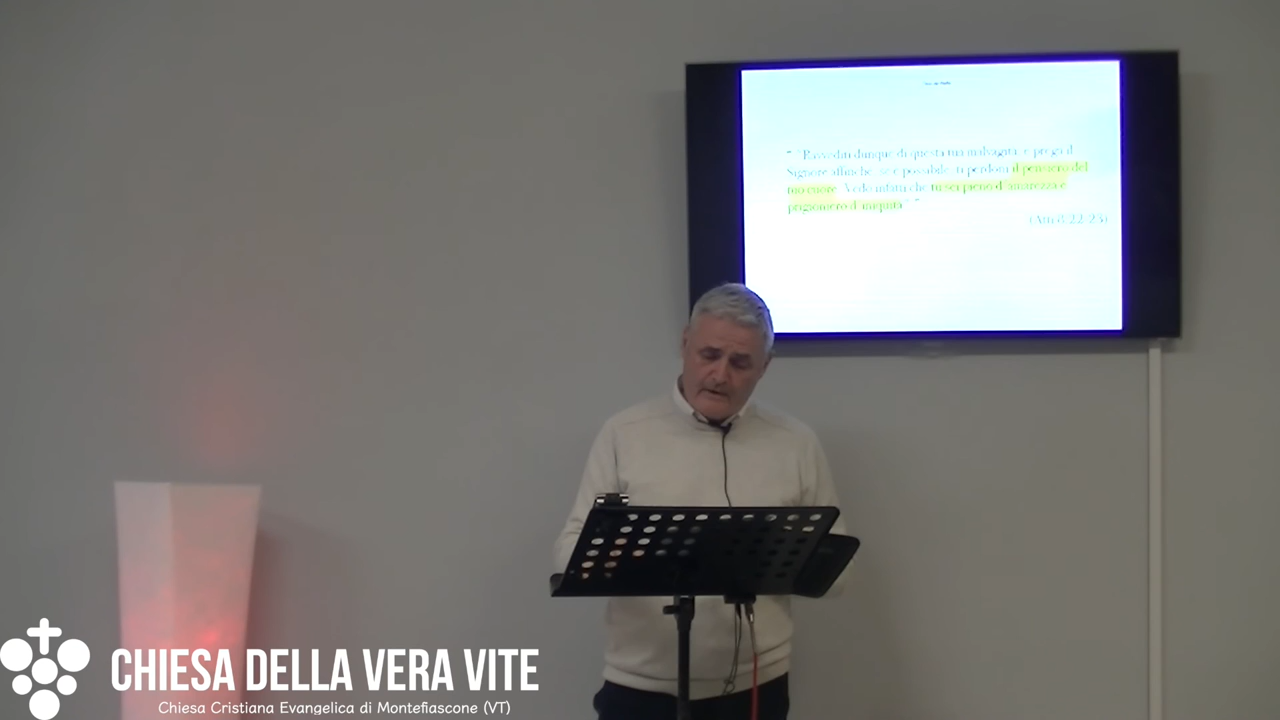 " "Ravvediti dunque di questa tua malvagità, e prega il
Signore affinché, se è possibile, ti perdoni il pensiero del
tuo cuore. Vedo infatti che tu sei pieno d'amarezza e
prigioniero d'iniquità" "
(Atti 8:22-23)
CHIESA DELLA VERA VITE
Chiesa Cristiana Evangelica di Montefiascone (VT)